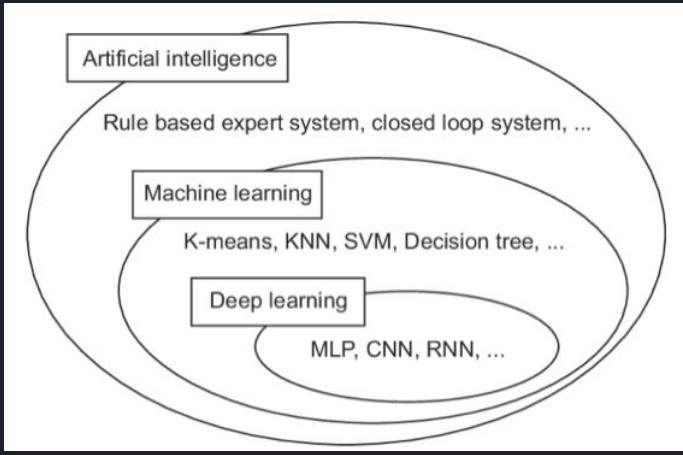 Artificial intelligence
Rule based expert system, closed loop system, ...
Machine learning
K-means, KNN, SVM, Decision tree, ...
Deep learning
MLP, CNN, RNN, ...